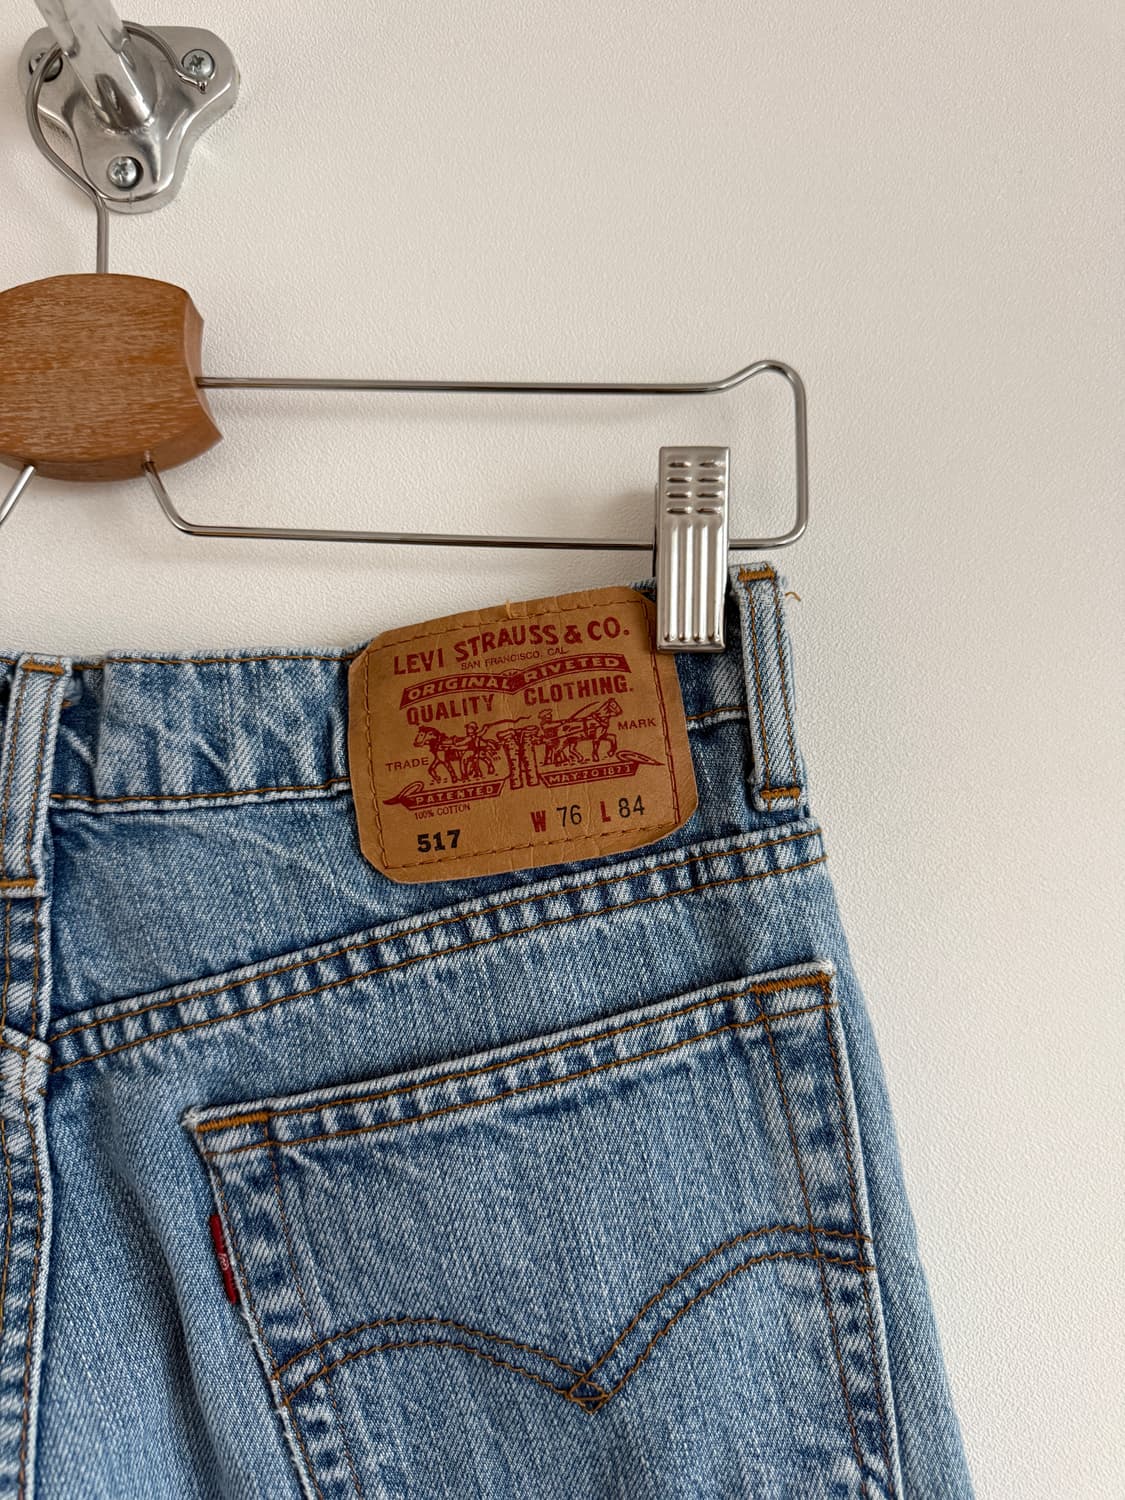 LEVI STRAUSS & CO.
SAN FRANCISCO. CAL.
ORIGINAL RIVETED
QUALITY CLOTHING.
TRADE MARK
PATENTED MAY 20 1873
100% COTTON
517 W 76 L 84